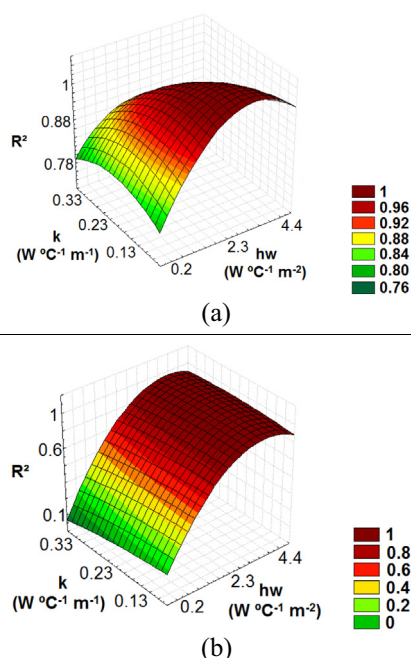 1
0.88
R²
0.78
0.33
0.23
0.13
k
(W ºC⁻¹ m⁻¹)
0.2
2.3
4.4
hw
(W ºC⁻¹ m⁻²)
1
0.96
0.92
0.88
0.84
0.80
0.76
(a)
1
0.6
R²
0.1
0.33
0.23
0.13
k
(W ºC⁻¹ m⁻¹)
0.2
2.3
4.4
hw
(W ºC⁻¹ m⁻²)
1
0.8
0.6
0.4
0.2
0
(b)